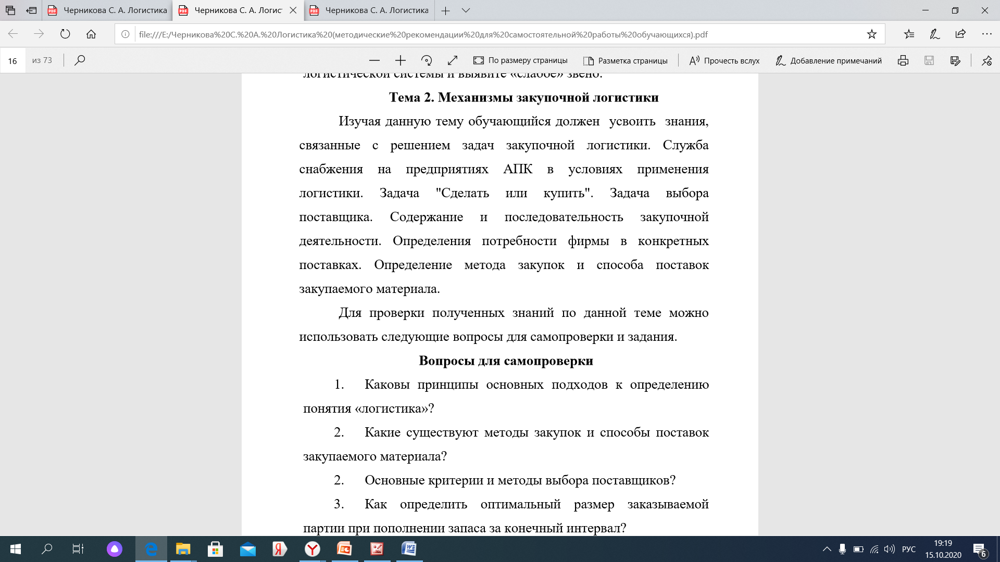 Черникова С. А. Логистика
Черникова С. А. Логист
Черникова С. А. Логистика
file:///E:/Черникова%20С.%20А.%20Логистика%20(методические%20рекомендации%20для%20самостоятельной%20работы%20обучающихся).pdf
16 из 73 По размеру страницы Разметка страницы Прочесть вслух Добавление примечаний
логистической системы и выявите «слабое» звено.
Тема 2. Механизмы закупочной логистики
Изучая данную тему обучающийся должен усвоить знания,
связанные с решением задач закупочной логистики. Служба
снабжения на предприятиях АПК в условиях применения
логистики. Задача "Сделать или купить". Задача выбора
поставщика. Содержание и последовательность закупочной
деятельности. Определения потребности фирмы в конкретных
поставках. Определение метода закупок и способа поставок
закупаемого материала.
Для проверки полученных знаний по данной теме можно
использовать следующие вопросы для самопроверки и задания.
Вопросы для самопроверки
1. Каковы принципы основных подходов к определению
понятия «логистика»?
2. Какие существуют методы закупок и способы поставок
закупаемого материала?
2. Основные критерии и методы выбора поставщиков?
3. Как определить оптимальный размер заказываемой
партии при пополнении запаса за конечный интервал?
РУС
19:19
15.10.2020
6